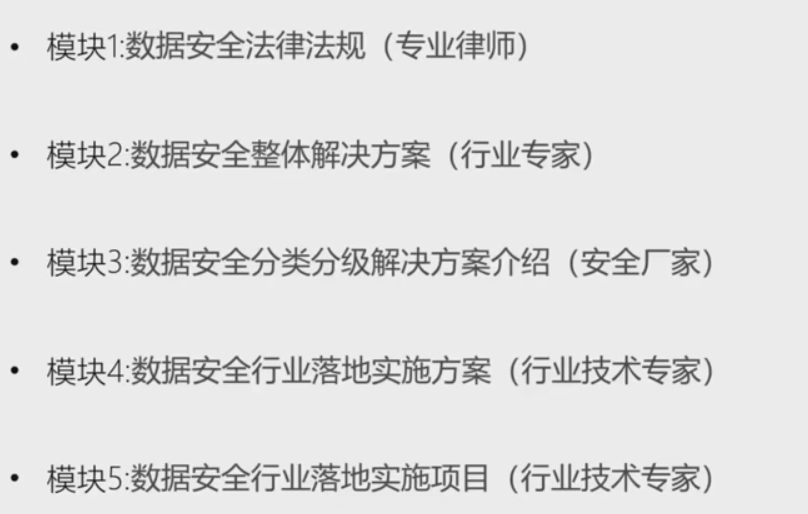 • 模块1:数据安全法律法规（专业律师）
• 模块2:数据安全整体解决方案（行业专家）
• 模块3:数据安全分类分级解决方案介绍（安全厂家）
• 模块4:数据安全行业落地实施方案（行业技术专家）
• 模块5:数据安全行业落地实施项目（行业技术专家）